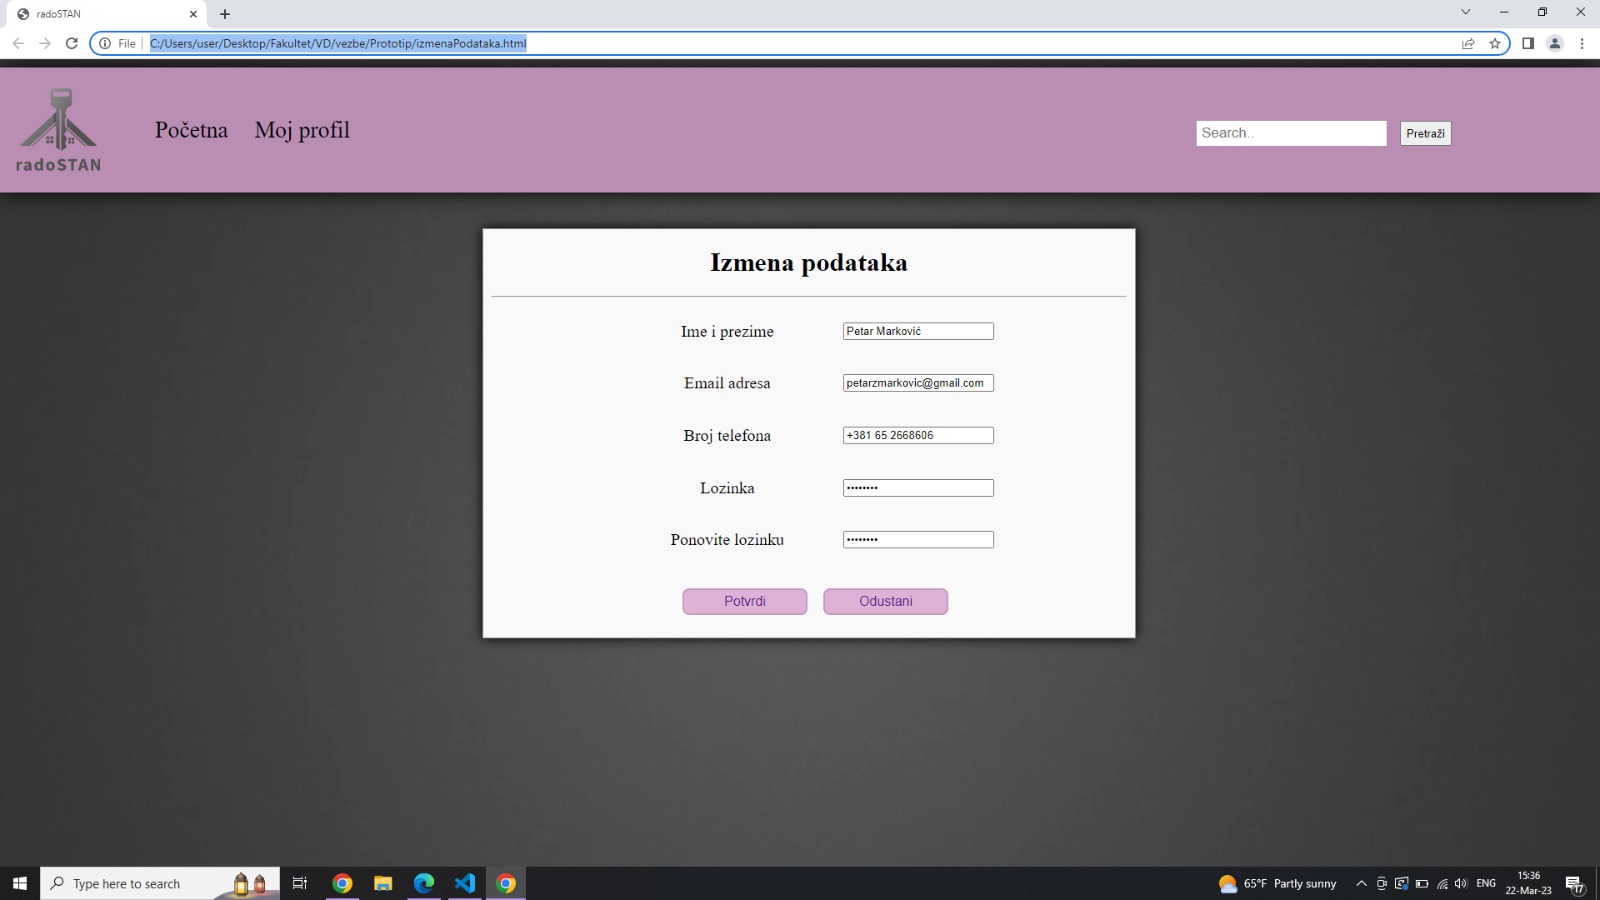 radoSTAN
File
C:/Users/user/Desktop/Fakultet/VD/vezbe/Prototip/izmenaPodataka.html
radoSTAN
Početna Moj profil
Search..
Pretraži
Izmena podataka
Ime i prezime Petar Marković
Email adresa petarzmarkovic@gmail.com
Broj telefona +381 65 2668606
Lozinka ••••••••
Ponovite lozinku ••••••••
Potvrdi Odustani
Type here to search
65°F Partly sunny
ENG
15:36
22-Mar-23
17